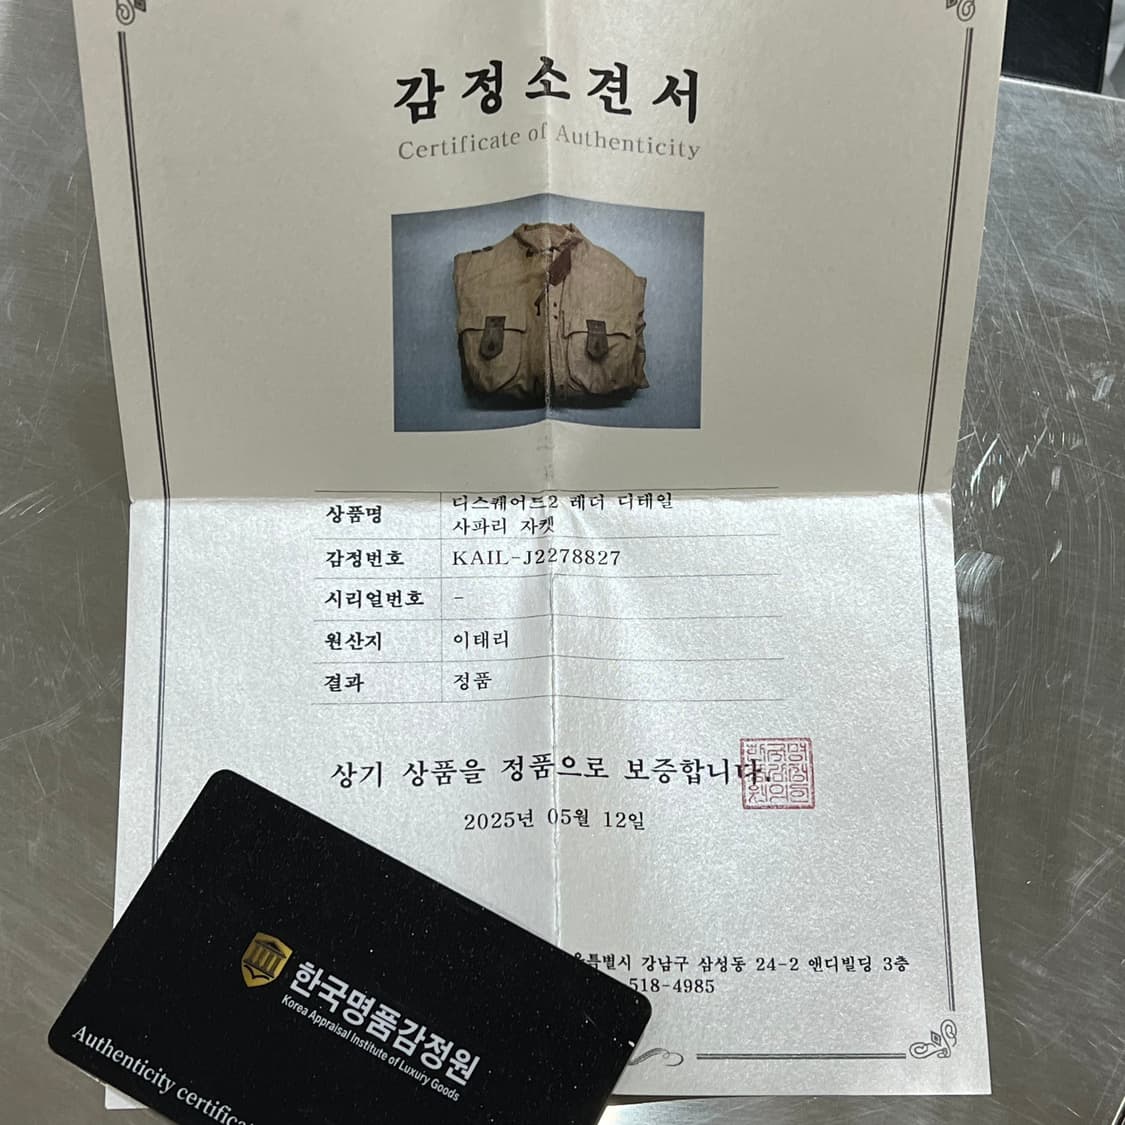 감정소견서
Certificate of Authenticity
상품명 디스퀘어드2 레더 디테일
사파리 자켓
감정번호 KAIL-J2278827
시리얼번호 -
원산지 이태리
결과 정품
상기 상품을 정품으로 보증합니다.
2025년 05월 12일
특별시 강남구 삼성동 24-2 앤디빌딩 3층
518-4985
한국명품감정원
Korea Appraisal Institute of Luxury Goods
Authenticity certifica